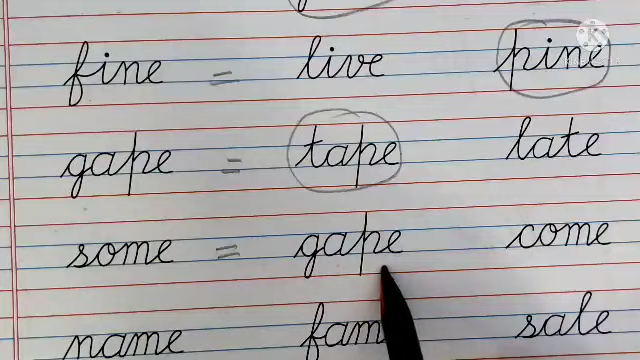 fine = live pine
gape = tape late
some = gape come
name fam sale